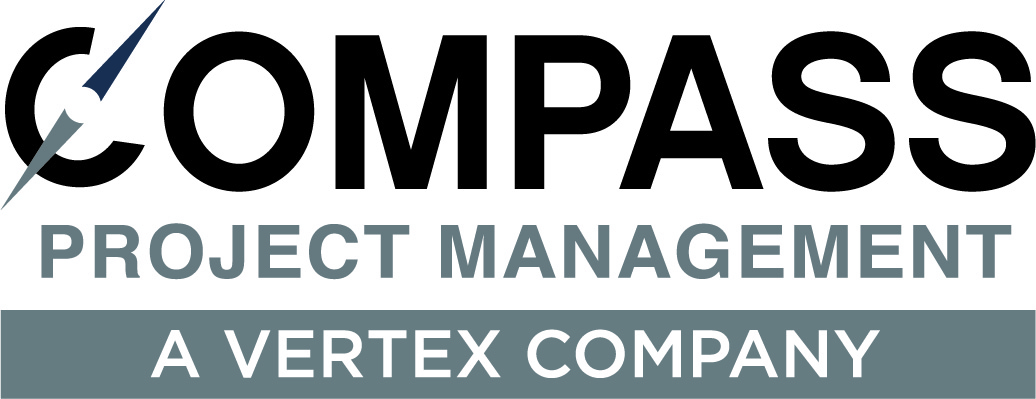 COMPASS
PROJECT MANAGEMENT
A VERTEX COMPANY